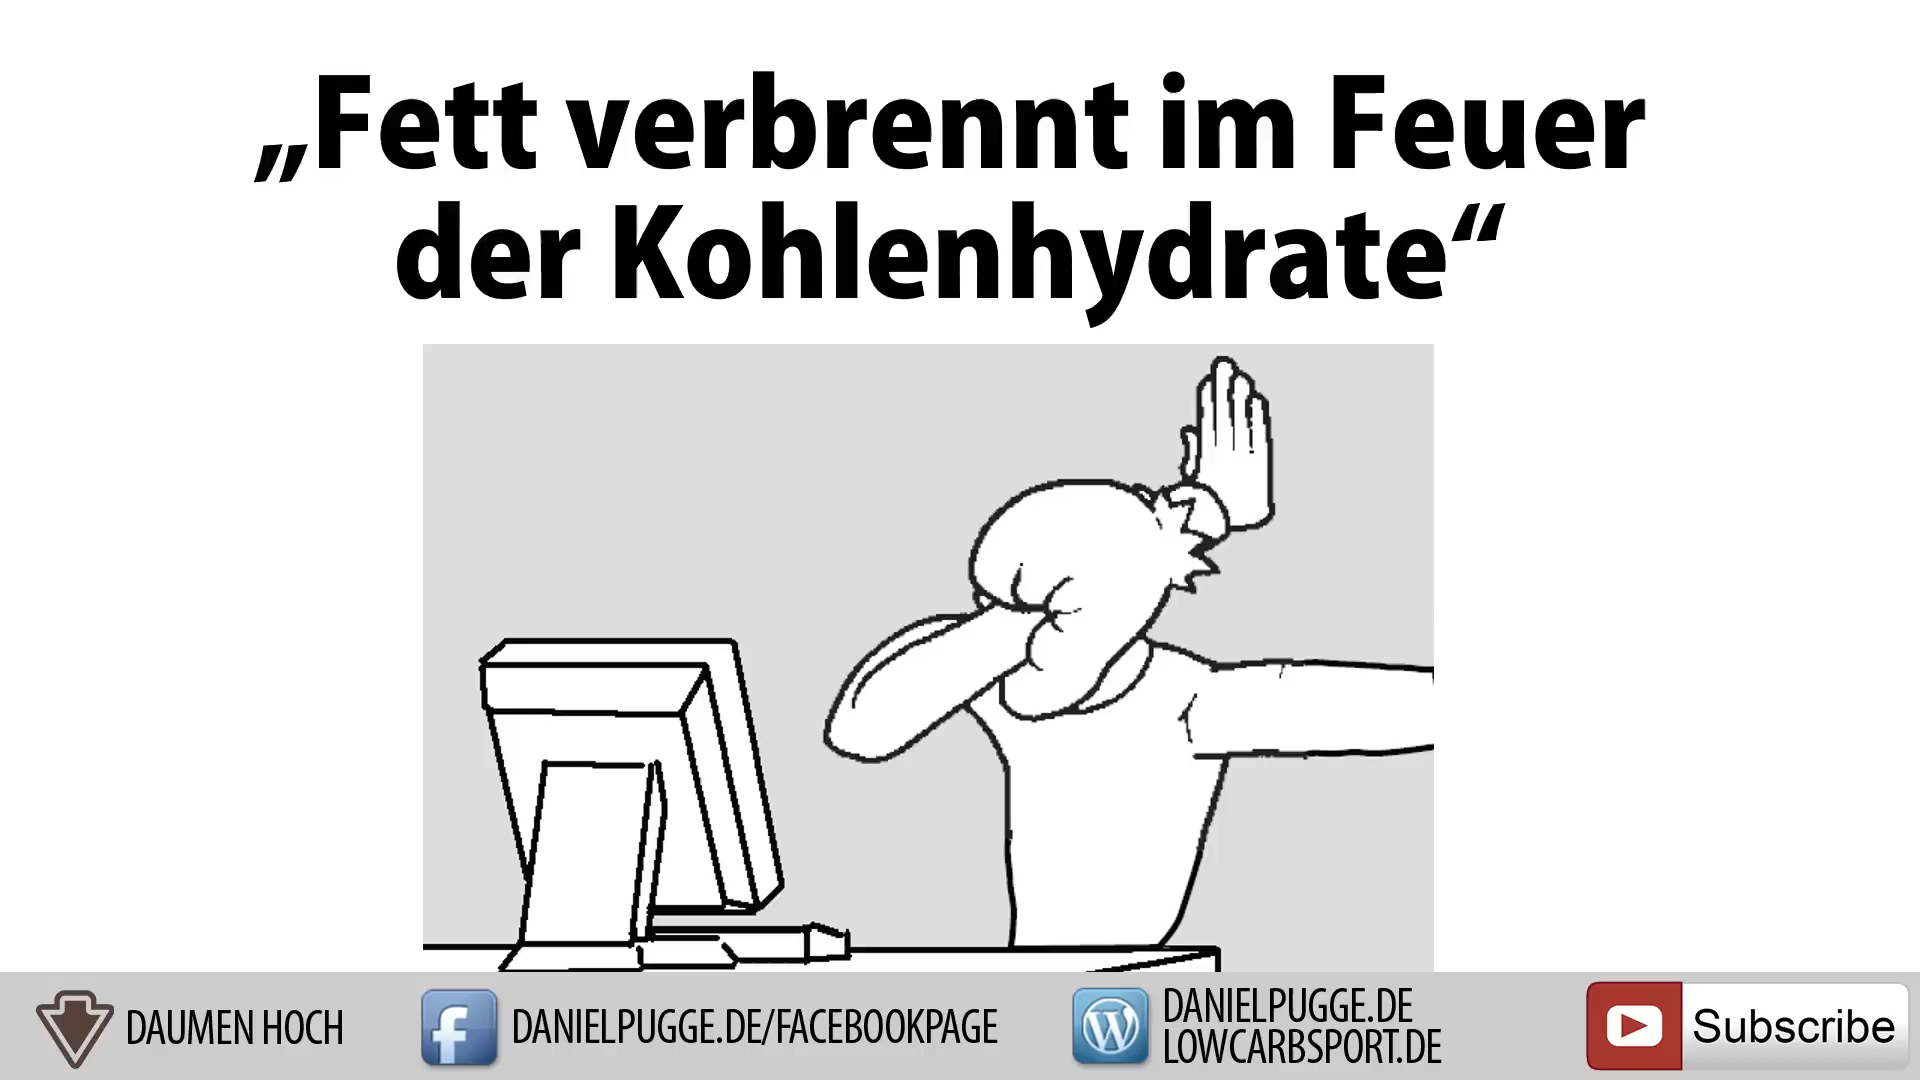 „Fett verbrennt im Feuer
der Kohlenhydrate“
DAUMEN HOCH
DANIELPUGGE.DE/FACEBOOKPAGE
DANIELPUGGE.DE
LOWCARBSPORT.DE
Subscribe